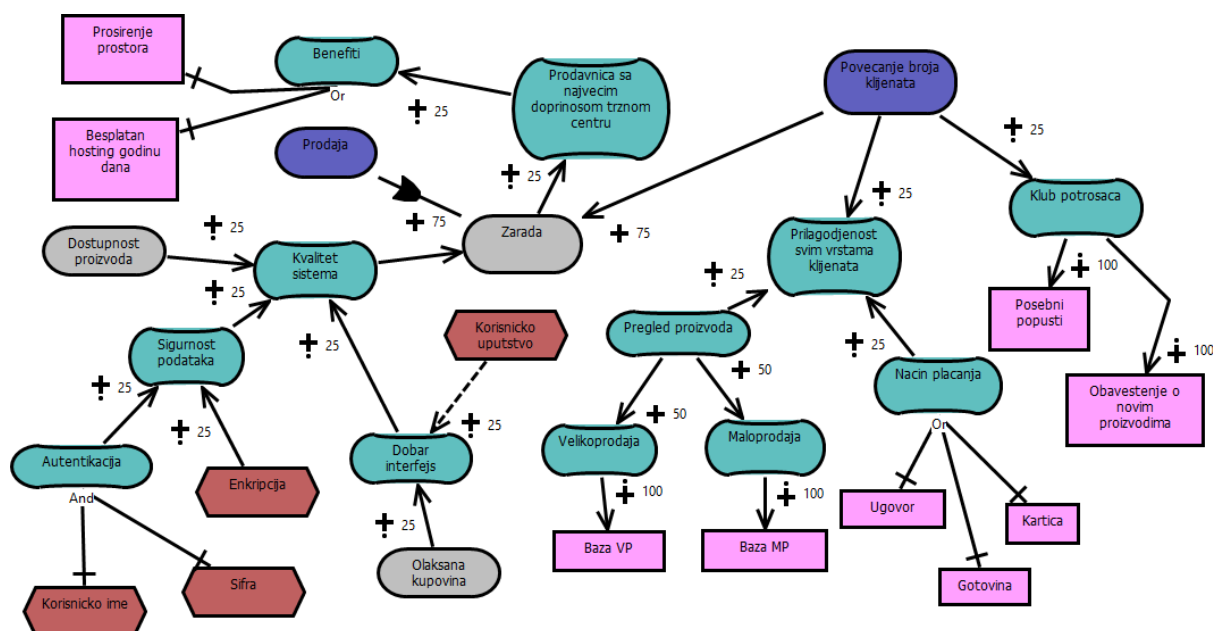 Prosirenje
prostora
Benefiti
Or
25
Prodavnica sa
najvecim
doprinosom trznom
centru
Povecanje broja
klijenata
25
Besplatan
hosting godinu
dana
Prodaja
75
25
Zarada
75
25
Klub potrosaca
Dostupnost
proizvoda
25
Kvalitet
sistema
25
Prilagodjenost
svim vrstama
klijenata
25
100
Posebni
popusti
Sigurnost
podataka
25
25
25
Korisnicko
uputstvo
Pregled proizvoda
50
50
25
Nacin placanja
Or
100
Obavestenje o
novim
proizvodima
Autentikacija
And
Enkripcija
Dobar
interfejs
25
25
Velikoprodaja
Maloprodaja
100
100
Ugovor
Kartica
Korisnicko ime
Sifra
Olaksana
kupovina
Baza VP
Baza MP
Gotovina